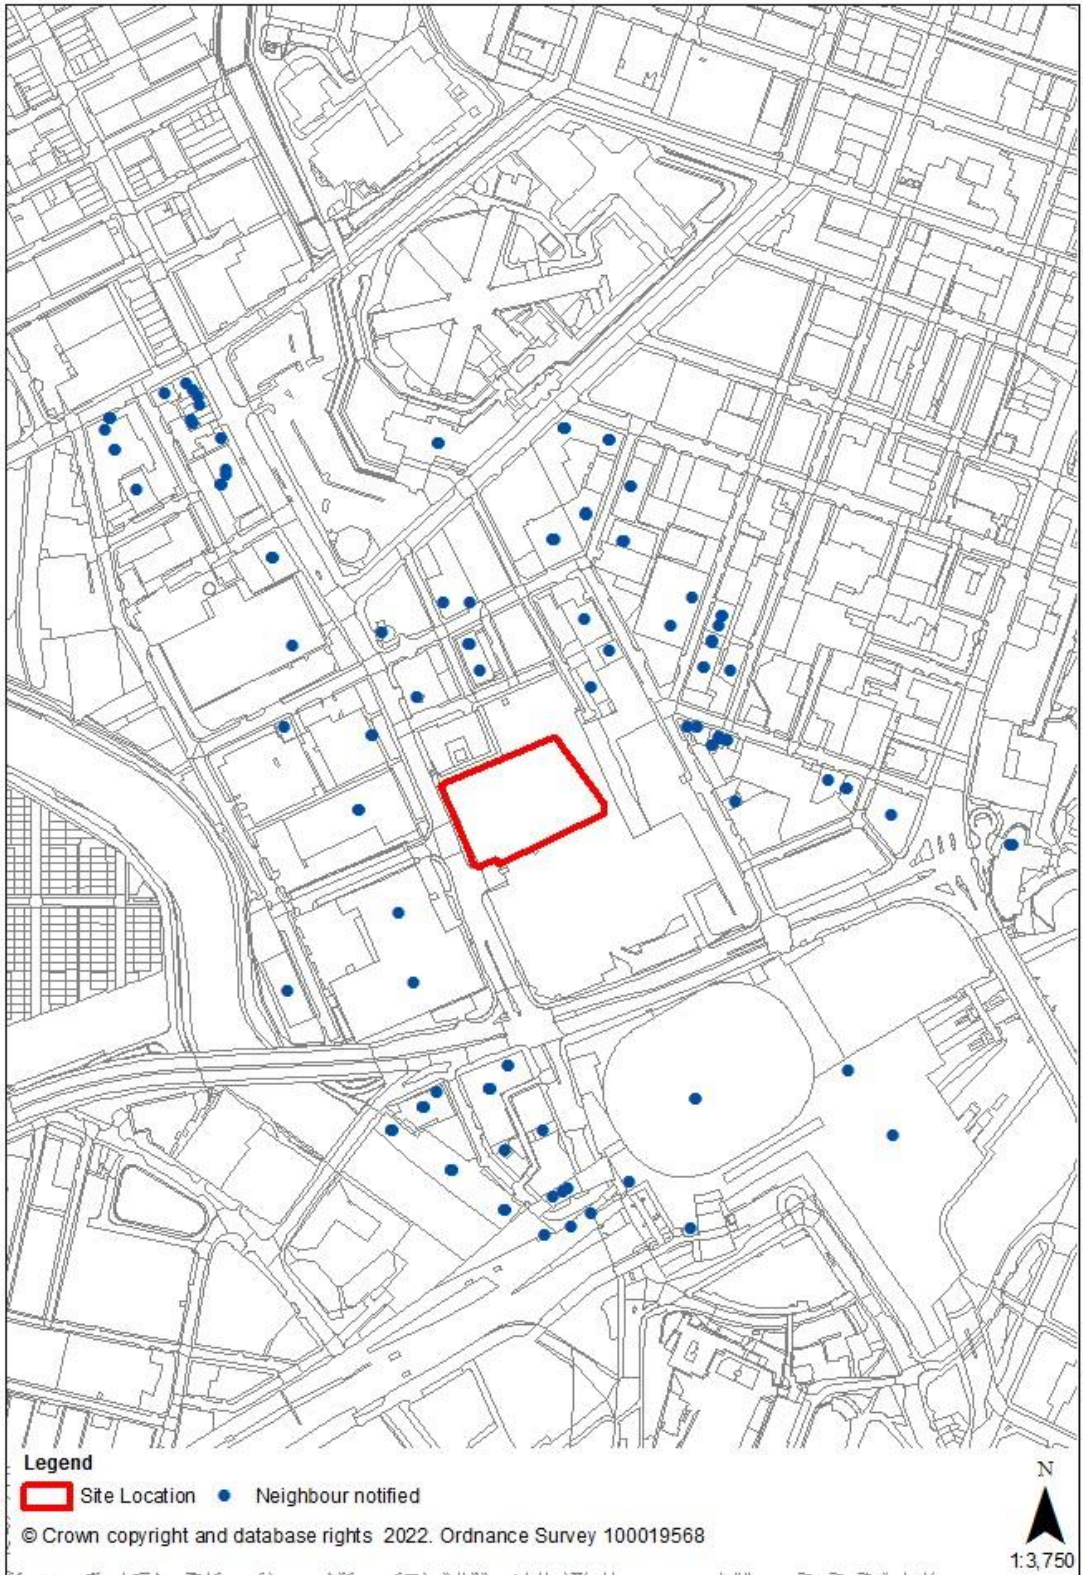 Legend
Site Location
Neighbour notified
© Crown copyright and database rights 2022. Ordnance Survey 100019568
N
1:3,750